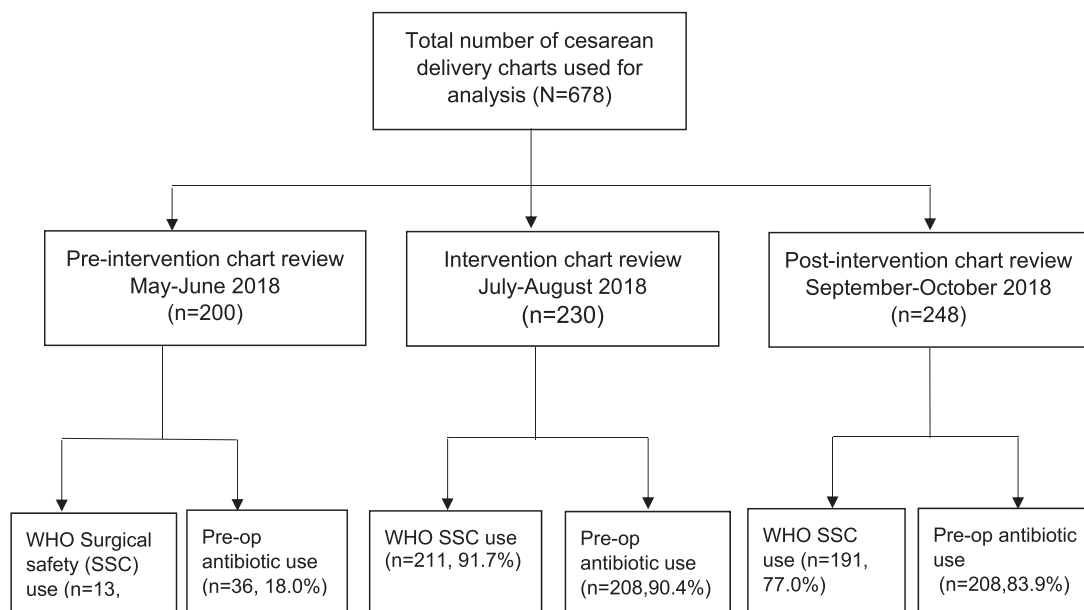 Total number of cesarean
delivery charts used for
analysis (N=678)
Pre-intervention chart review
May-June 2018
(n=200)
Intervention chart review
July-August 2018
(n=230)
Post-intervention chart review
September-October 2018
(n=248)
WHO Surgical
safety (SSC)
use (n=13,
Pre-op
antibiotic use
(n=36, 18.0%)
WHO SSC use
(n=211, 91.7%)
Pre-op
antibiotic use
(n=208,90.4%)
WHO SSC
use (n=191,
77.0%)
Pre-op antibiotic
use
(n=208,83.9%)